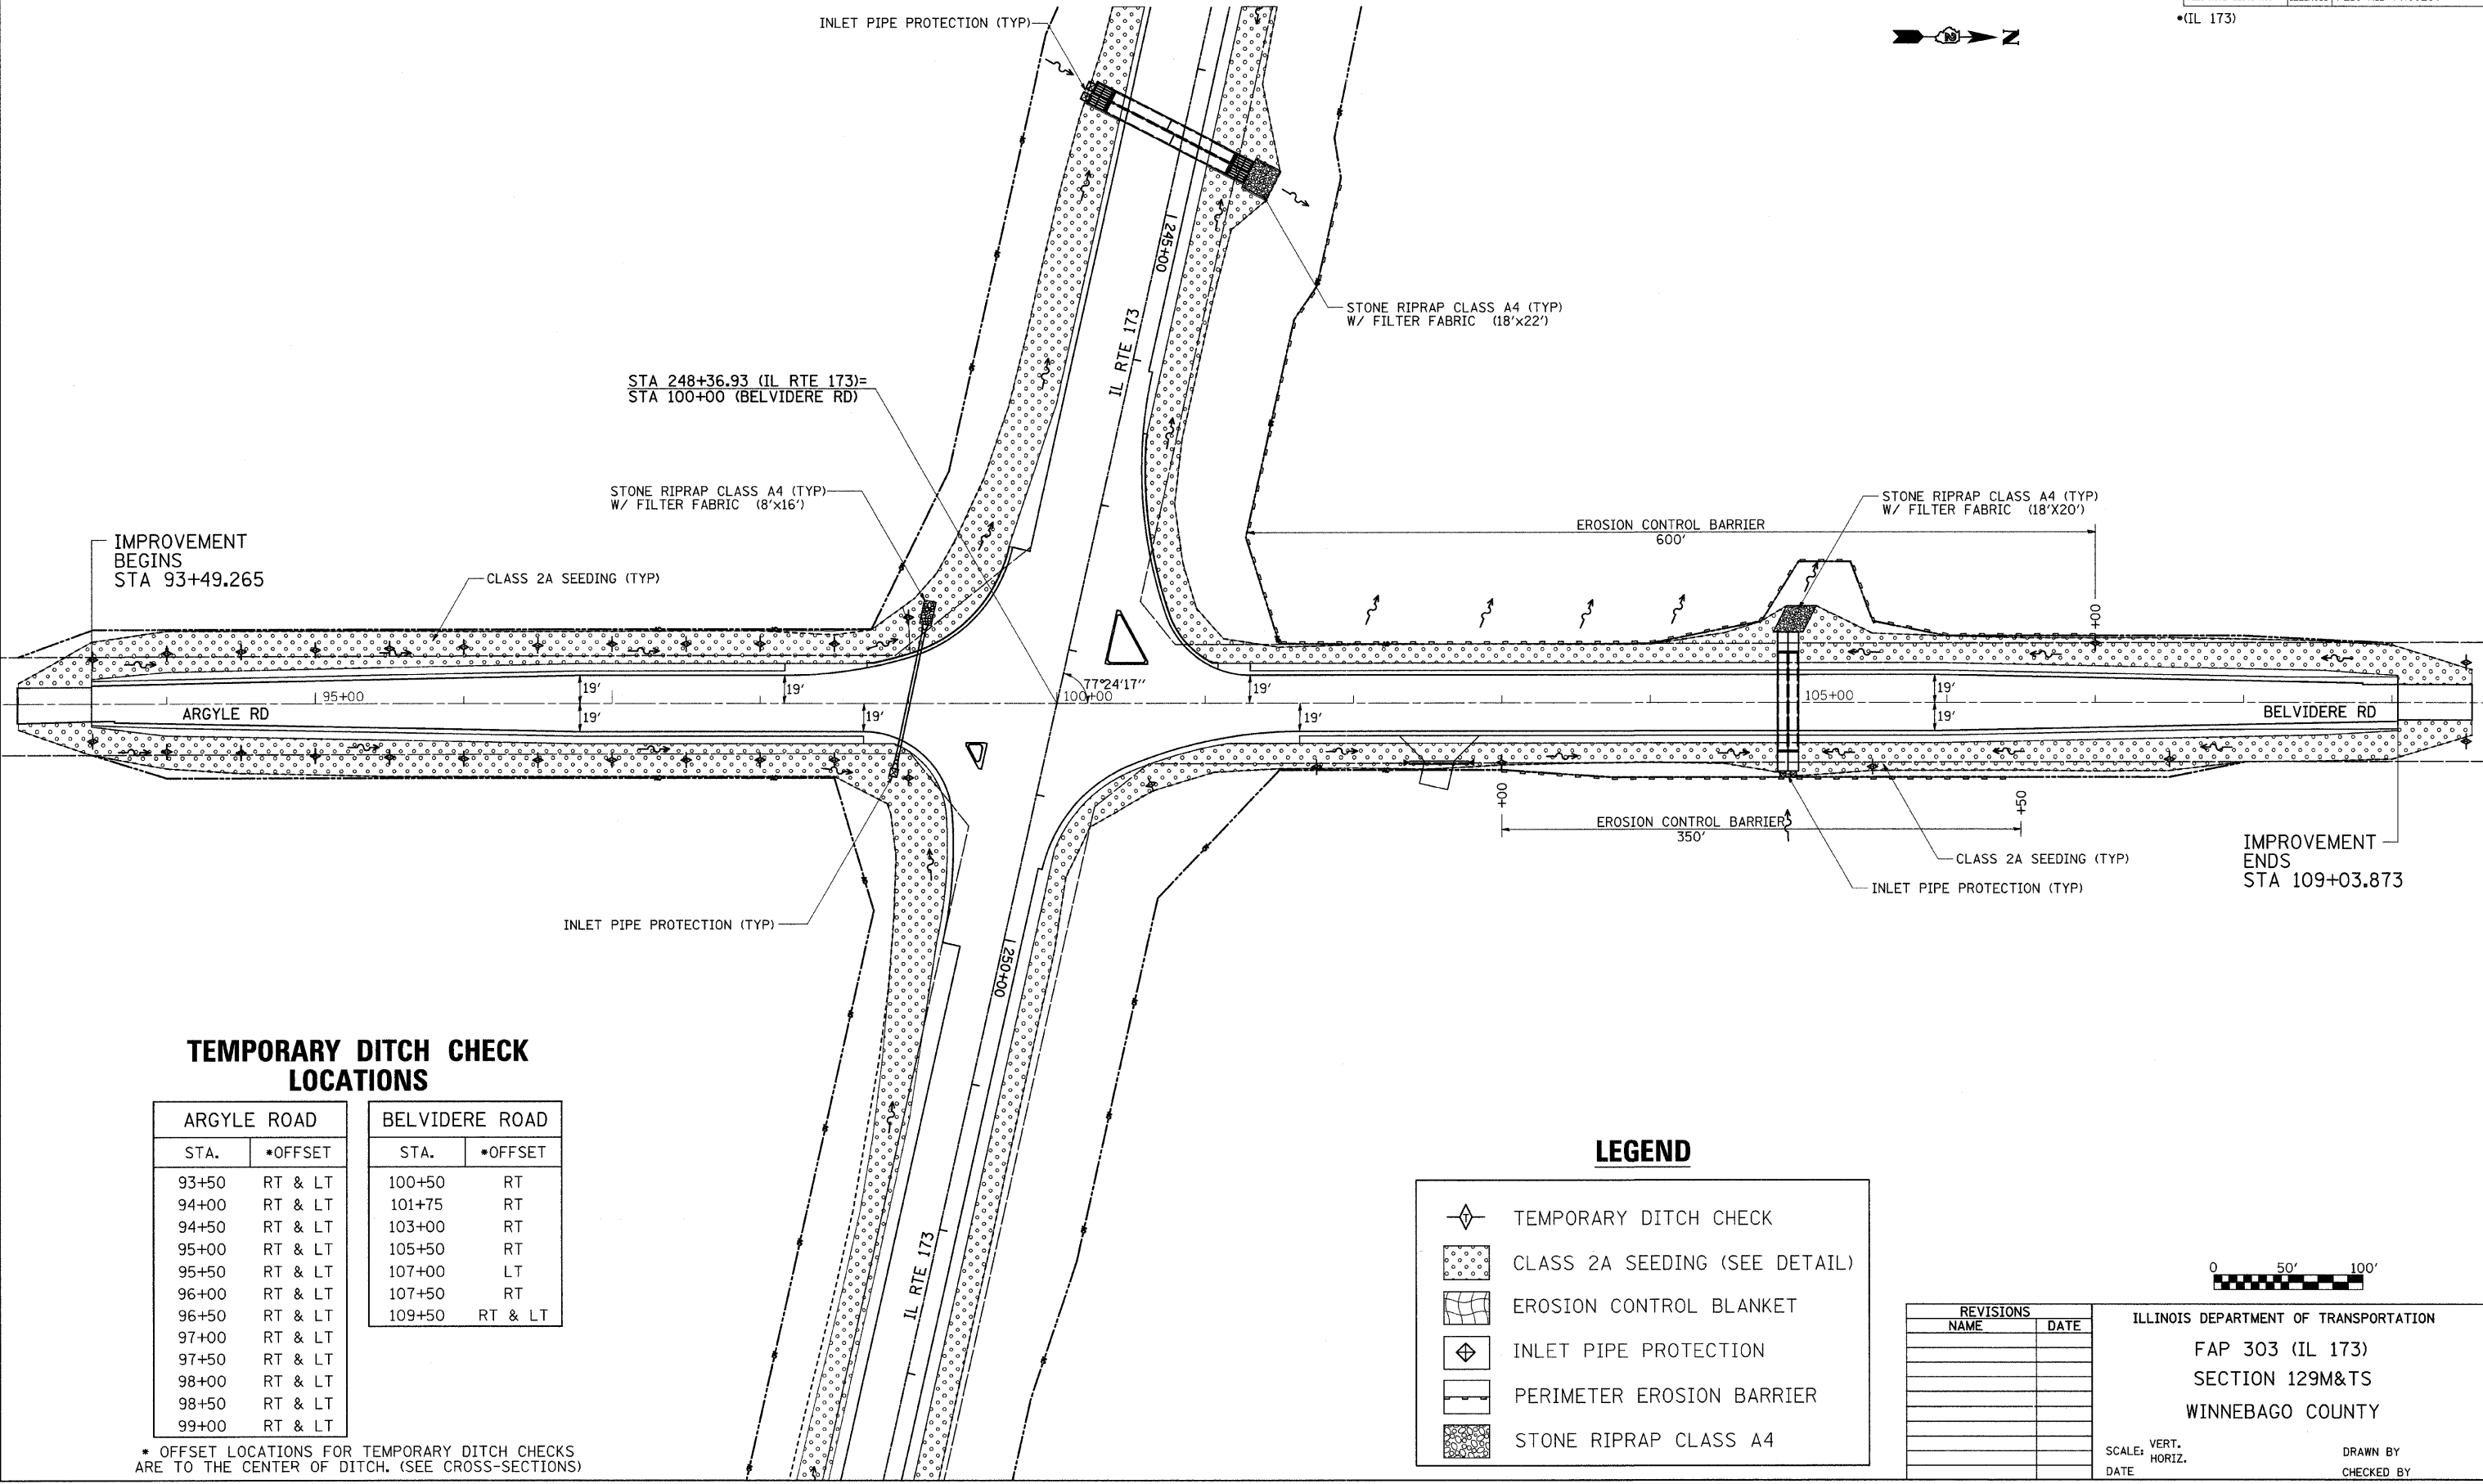 *(IL 173)
N
INLET PIPE PROTECTION (TYP)
245+00
IL RTE 173
STONE RIPRAP CLASS A4 (TYP)
W/ FILTER FABRIC (18'x22')
STA 248+36.93 (IL RTE 173)=
STA 100+00 (BELVIDERE RD)
STONE RIPRAP CLASS A4 (TYP)
W/ FILTER FABRIC (8'x16')
STONE RIPRAP CLASS A4 (TYP)
W/ FILTER FABRIC (18'X20')
EROSION CONTROL BARRIER
600'
IMPROVEMENT
BEGINS
STA 93+49.265
CLASS 2A SEEDING (TYP)
+00
77°24'17"
95+00
100+00
105+00
19'
19'
19'
19'
19'
19'
19'
19'
ARGYLE RD
BELVIDERE RD
+00
+50
EROSION CONTROL BARRIER
350'
CLASS 2A SEEDING (TYP)
INLET PIPE PROTECTION (TYP)
IMPROVEMENT
ENDS
STA 109+03.873
INLET PIPE PROTECTION (TYP)
250+00
IL RTE 173
TEMPORARY DITCH CHECK
LOCATIONS
ARGYLE ROAD
STA. *OFFSET
93+50 RT & LT
94+00 RT & LT
94+50 RT & LT
95+00 RT & LT
95+50 RT & LT
96+00 RT & LT
96+50 RT & LT
97+00 RT & LT
97+50 RT & LT
98+00 RT & LT
98+50 RT & LT
99+00 RT & LT
BELVIDERE ROAD
STA. *OFFSET
100+50 RT
101+75 RT
103+00 RT
105+50 RT
107+00 LT
107+50 RT
109+50 RT & LT
* OFFSET LOCATIONS FOR TEMPORARY DITCH CHECKS
ARE TO THE CENTER OF DITCH. (SEE CROSS-SECTIONS)
LEGEND
TEMPORARY DITCH CHECK
CLASS 2A SEEDING (SEE DETAIL)
EROSION CONTROL BLANKET
INLET PIPE PROTECTION
PERIMETER EROSION BARRIER
STONE RIPRAP CLASS A4
0 50' 100'
REVISIONS
NAME DATE
ILLINOIS DEPARTMENT OF TRANSPORTATION
FAP 303 (IL 173)
SECTION 129M&TS
WINNEBAGO COUNTY
SCALE: VERT.
HORIZ.
DATE
DRAWN BY
CHECKED BY